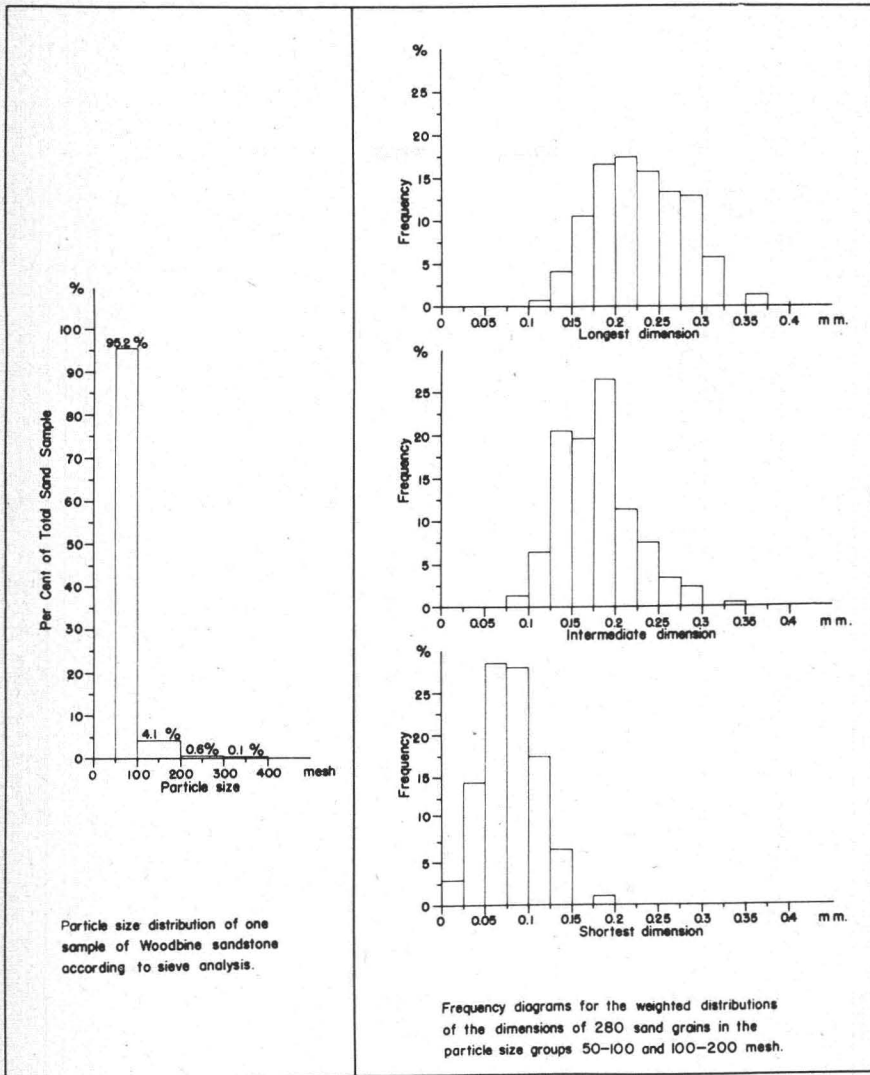 %
100
90
80
70
60
50
40
30
20
10
0
Per Cent of Total Sand Sample
95.2 %
4.1 %
0.6%
0.1 %
0 100 200 300 400 mesh
Particle size
Particle size distribution of one
sample of Woodbine sandstone
according to sieve analysis.
%
25
20
15
10
5
0
Frequency
0 0.05 0.1 0.15 0.2 0.25 0.3 0.35 0.4 mm.
Longest dimension
%
25
20
15
10
5
0
Frequency
0 0.05 0.1 0.15 0.2 0.25 0.3 0.35 0.4 mm.
Intermediate dimension
%
25
20
15
10
5
0
Frequency
0 0.05 0.1 0.15 0.2 0.25 0.3 0.35 0.4 mm.
Shortest dimension
Frequency diagrams for the weighted distributions
of the dimensions of 280 sand grains in the
particle size groups 50-100 and 100-200 mesh.